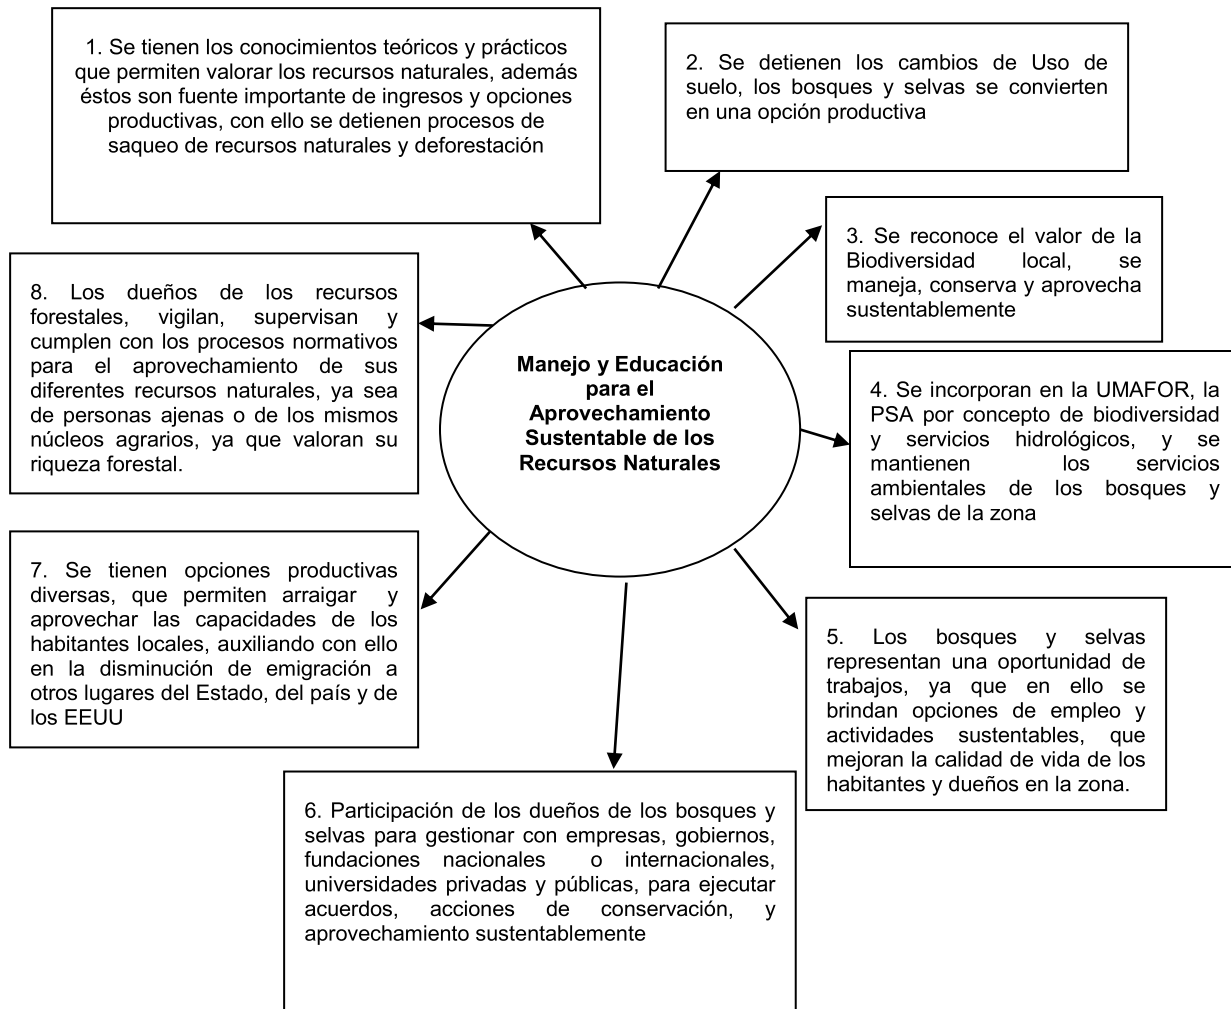 1. Se tienen los conocimientos teóricos y prácticos
que permiten valorar los recursos naturales, además
éstos son fuente importante de ingresos y opciones
productivas, con ello se detienen procesos de
saqueo de recursos naturales y deforestación
2. Se detienen los cambios de Uso de
suelo, los bosques y selvas se convierten
en una opción productiva
3. Se reconoce el valor de la
Biodiversidad local, se
maneja, conserva y aprovecha
sustentablemente
4. Se incorporan en la UMAFOR, la
PSA por concepto de biodiversidad
y servicios hidrológicos, y se
mantienen los servicios
ambientales de los bosques y
selvas de la zona
5. Los bosques y selvas
representan una oportunidad de
trabajos, ya que en ello se
brindan opciones de empleo y
actividades sustentables, que
mejoran la calidad de vida de los
habitantes y dueños en la zona.
6. Participación de los dueños de los bosques y
selvas para gestionar con empresas, gobiernos,
fundaciones nacionales o internacionales,
universidades privadas y públicas, para ejecutar
acuerdos, acciones de conservación, y
aprovechamiento sustentablemente
7. Se tienen opciones productivas
diversas, que permiten arraigar y
aprovechar las capacidades de los
habitantes locales, auxiliando con ello
en la disminución de emigración a
otros lugares del Estado, del país y de
los EEUU
8. Los dueños de los recursos
forestales, vigilan, supervisan y
cumplen con los procesos normativos
para el aprovechamiento de sus
diferentes recursos naturales, ya sea
de personas ajenas o de los mismos
núcleos agrarios, ya que valoran su
riqueza forestal.
Manejo y Educación
para el
Aprovechamiento
Sustentable de los
Recursos Naturales